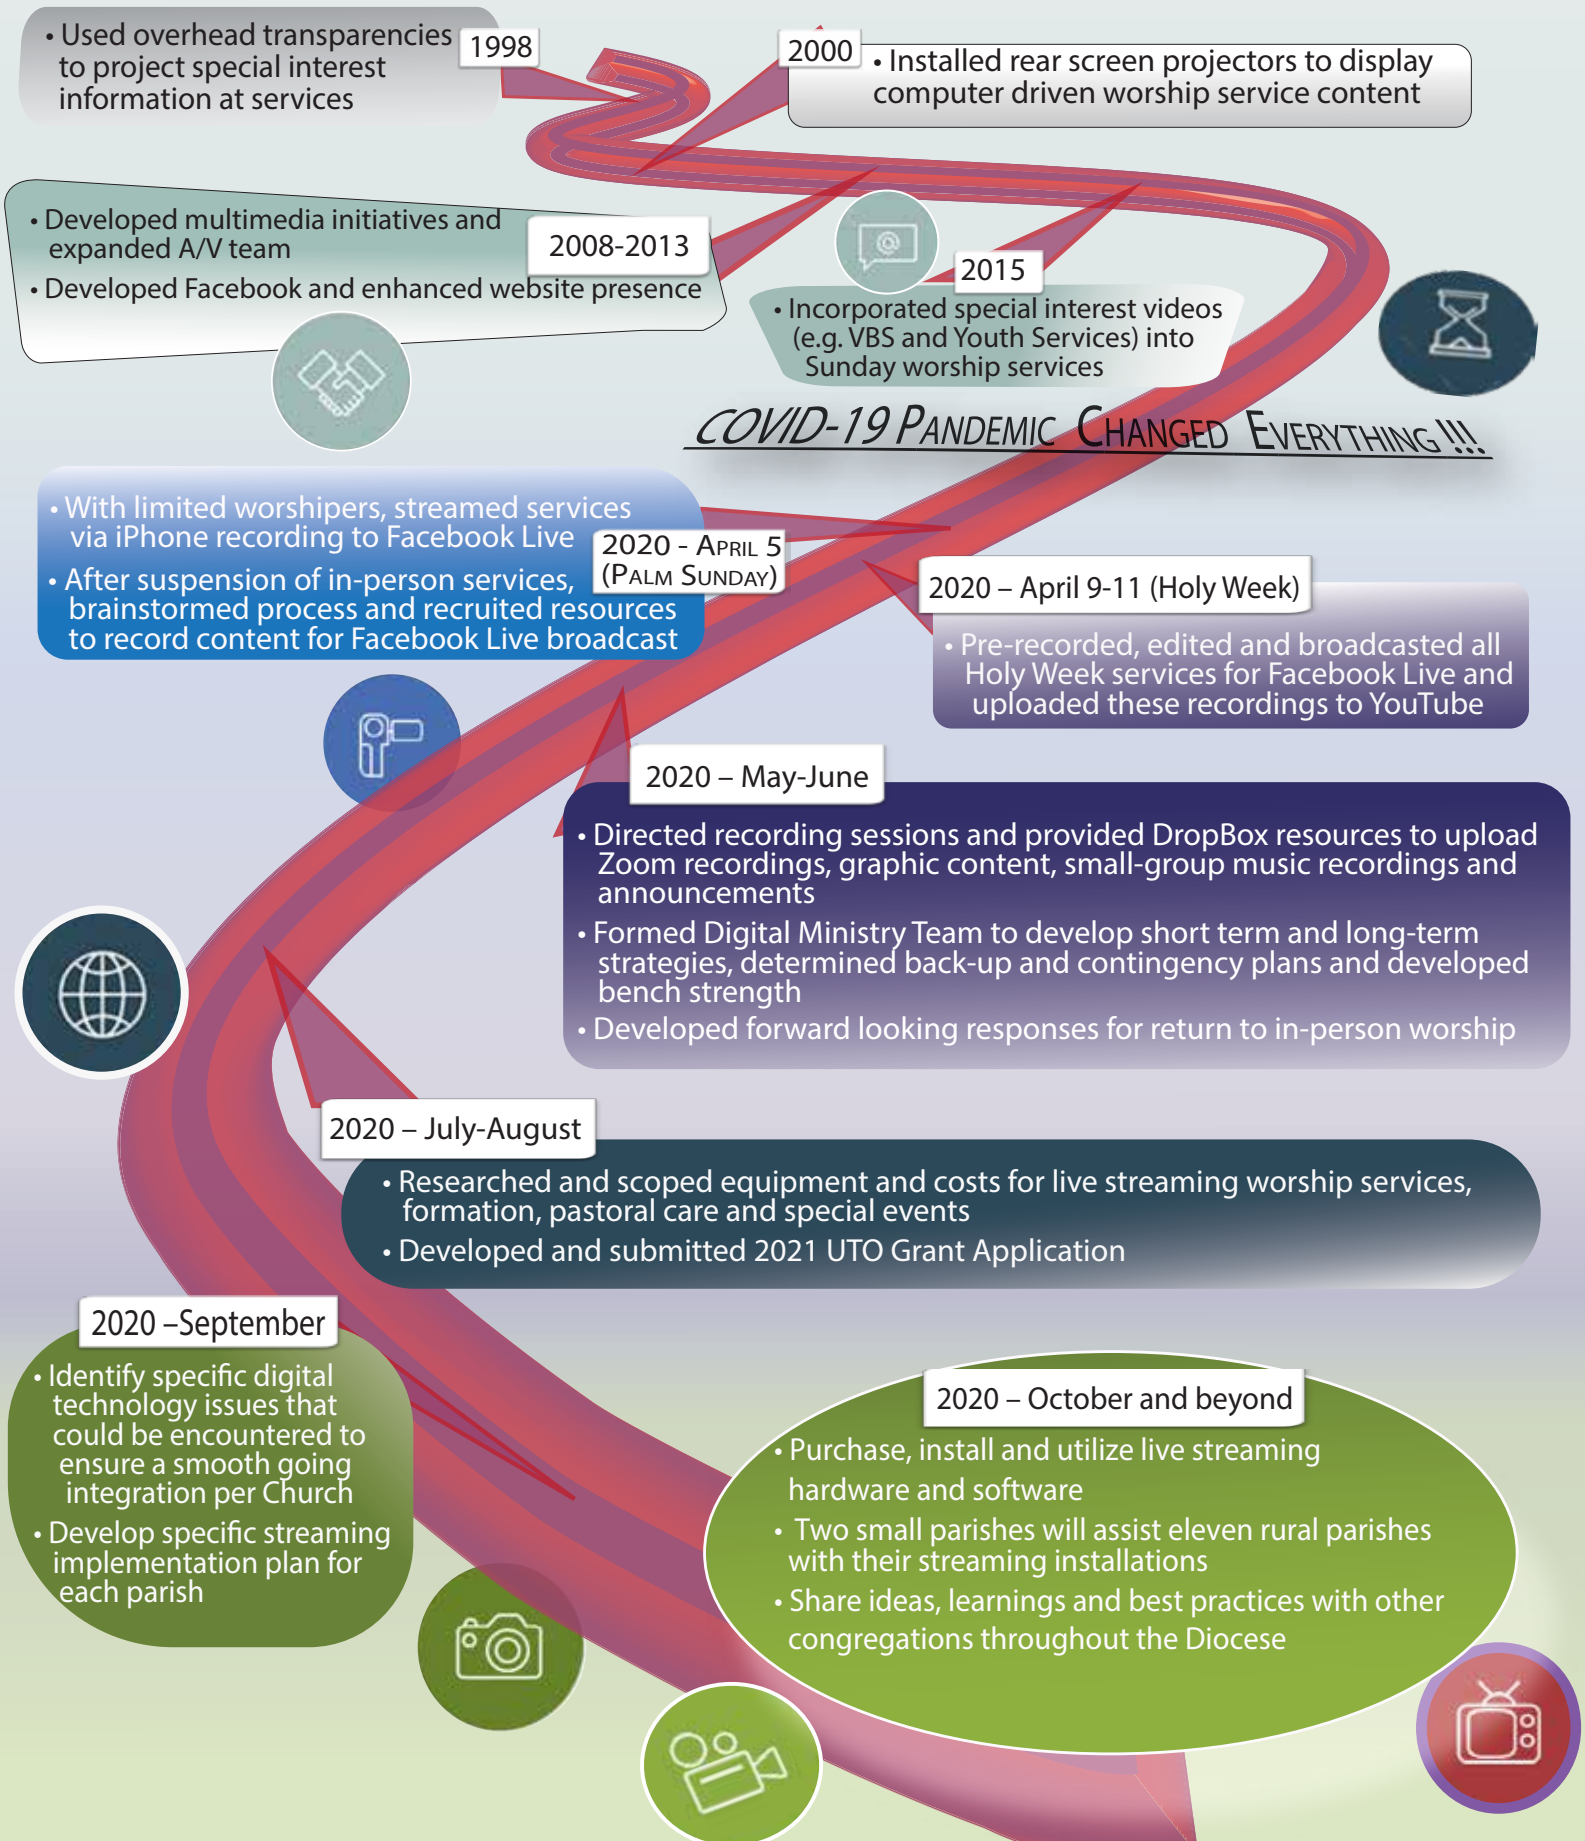 1998
• Used overhead transparencies
to project special interest
information at services
2000
• Installed rear screen projectors to display
computer driven worship service content
2008-2013
• Developed multimedia initiatives and
expanded A/V team
• Developed Facebook and enhanced website presence
2015
• Incorporated special interest videos
(e.g. VBS and Youth Services) into
Sunday worship services
COVID-19 PANDEMIC CHANGED EVERYTHING!!!
2020 - APRIL 5
(PALM SUNDAY)
• With limited worshipers, streamed services
via iPhone recording to Facebook Live
• After suspension of in-person services,
brainstormed process and recruited resources
to record content for Facebook Live broadcast
2020 – April 9-11 (Holy Week)
• Pre-recorded, edited and broadcasted all
Holy Week services for Facebook Live and
uploaded these recordings to YouTube
2020 – May-June
• Directed recording sessions and provided DropBox resources to upload
Zoom recordings, graphic content, small-group music recordings and
announcements
• Formed Digital Ministry Team to develop short term and long-term
strategies, determined back-up and contingency plans and developed
bench strength
• Developed forward looking responses for return to in-person worship
2020 – July-August
• Researched and scoped equipment and costs for live streaming worship services,
formation, pastoral care and special events
• Developed and submitted 2021 UTO Grant Application
2020 –September
• Identify specific digital
technology issues that
could be encountered to
ensure a smooth going
integration per Church
• Develop specific streaming
implementation plan for
each parish
2020 – October and beyond
• Purchase, install and utilize live streaming
hardware and software
• Two small parishes will assist eleven rural parishes
with their streaming installations
• Share ideas, learnings and best practices with other
congregations throughout the Diocese